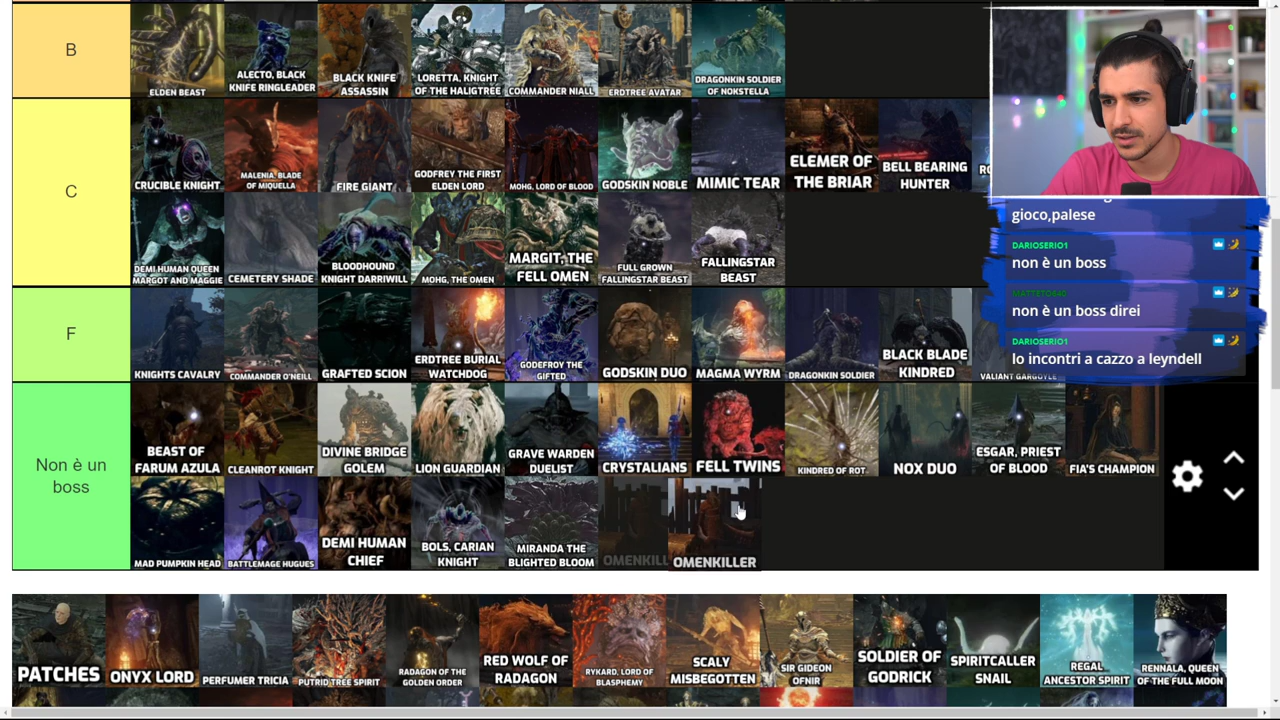 B
ELDEN BEAST
ALECTO, BLACK
KNIFE RINGLEADER
BLACK KNIFE
ASSASSIN
LORETTA, KNIGHT
OF THE HALIGTREE
COMMANDER NIALL
ERDTREE AVATAR
DRAGONKIN SOLDIER
OF NOKSTELLA
C
CRUCIBLE KNIGHT
MALENIA, BLADE
OF MIQUELLA
FIRE GIANT
GODFREY THE FIRST
ELDEN LORD
MOHG, LORD OF BLOOD
GODSKIN NOBLE
MIMIC TEAR
ELEMER OF
THE BRIAR
BELL BEARING
HUNTER
DEMI HUMAN QUEEN
MARGOT AND MAGGIE
CEMETERY SHADE
BLOODHOUND
KNIGHT DARRIWILL
MOHG, THE OMEN
MARGIT, THE
FELL OMEN
FULL GROWN
FALLINGSTAR BEAST
FALLINGSTAR
BEAST
gioco,palese
DARIOSERIO1
non è un boss
non è un boss direi
DARIOSERIO1
lo incontri a cazzo a leyndell
F
KNIGHTS CAVALRY
COMMANDER O'NEILL
GRAFTED SCION
ERDTREE BURIAL
WATCHDOG
GODEFROY THE
GIFTED
GODSKIN DUO
MAGMA WYRM
DRAGONKIN SOLDIER
BLACK BLADE
KINDRED
VALIANT GARGOYLE
Non è un
boss
BEAST OF
FARUM AZULA
CLEANROT KNIGHT
DIVINE BRIDGE
GOLEM
LION GUARDIAN
GRAVE WARDEN
DUELIST
CRYSTALIANS
FELL TWINS
KINDRED OF ROT
NOX DUO
ESGAR, PRIEST
OF BLOOD
FIA'S CHAMPION
MAD PUMPKIN HEAD
BATTLEMAGE HUGUES
DEMI HUMAN
CHIEF
BOLS, CARIAN
KNIGHT
MIRANDA THE
BLIGHTED BLOOM
OMENKILL
OMENKILLER
PATCHES
ONYX LORD
PERFUMER TRICIA
PUTRID TREE SPIRIT
RADAGON OF THE
GOLDEN ORDER
RED WOLF OF
RADAGON
RYKARD, LORD OF
BLASPHEMY
SCALY
MISBEGOTTEN
SIR GIDEON
OFNIR
SOLDIER OF
GODRICK
SPIRITCALLER
SNAIL
REGAL
ANCESTOR SPIRIT
RENNALA, QUEEN
OF THE FULL MOON